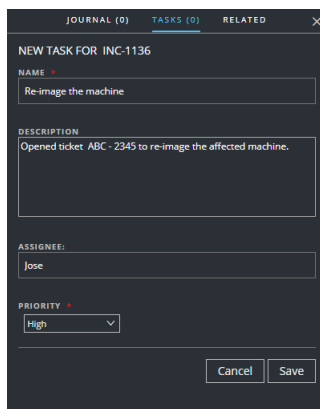 JOURNAL (0) TASKS (0) RELATED
NEW TASK FOR INC-1136
NAME *
Re-image the machine
DESCRIPTION
Opened ticket ABC - 2345 to re-image the affected machine.
ASSIGNEE:
Jose
PRIORITY *
High
Cancel Save